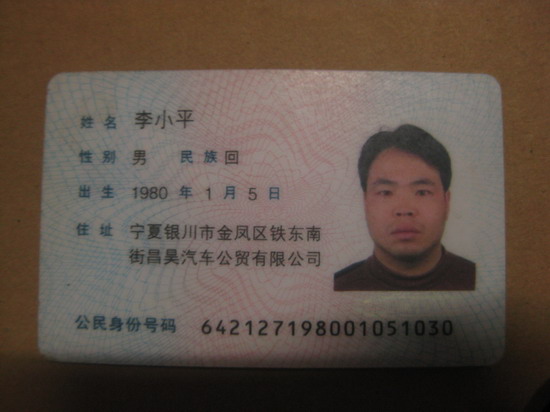 姓名 李小平
性别 男 民族 回
出生 1980 年 1 月 5 日
住址 宁夏银川市金凤区铁东南
街昌昊汽车公贸有限公司
公民身份号码 642127198001051030